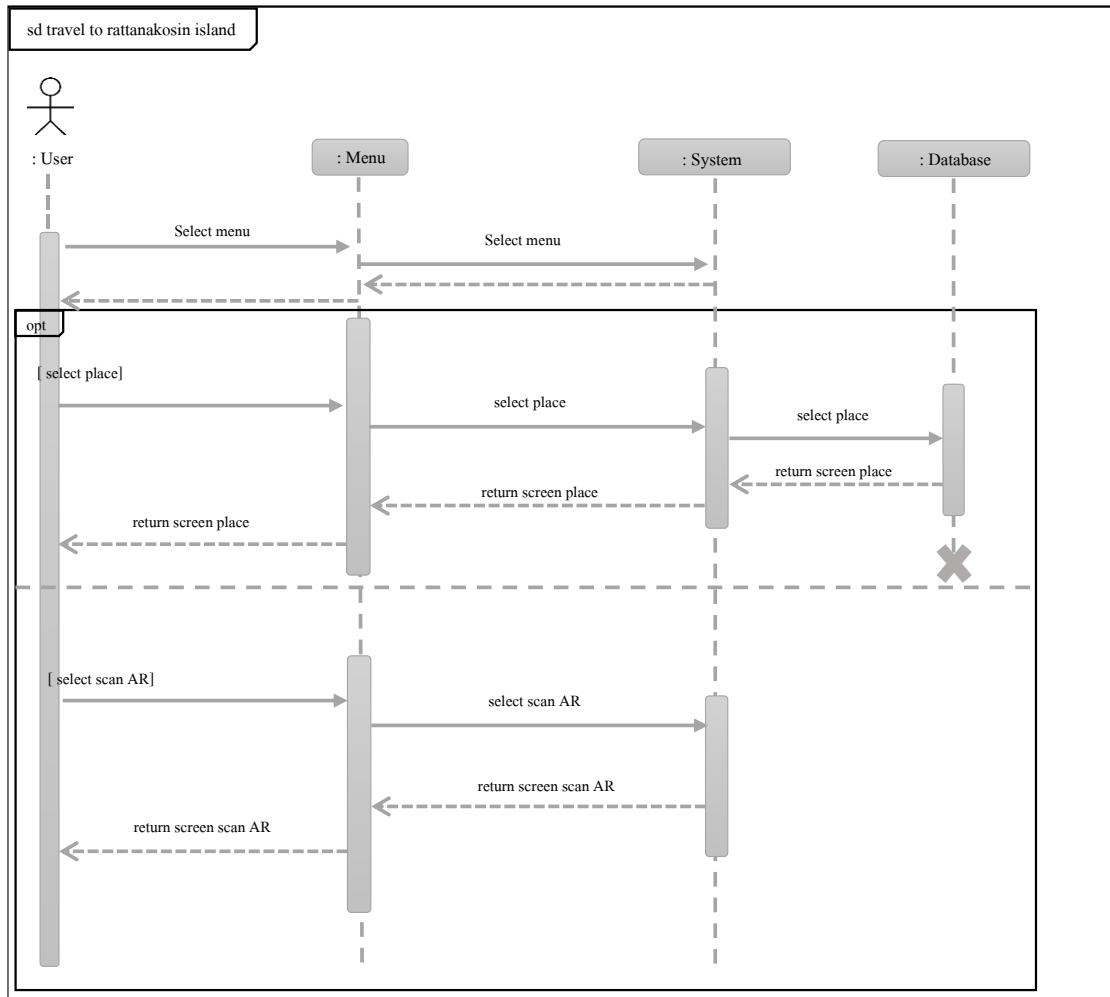 sd travel to rattanakosin island
: User
: Menu
: System
: Database
Select menu
Select menu
opt
[ select place]
select place
select place
return screen place
return screen place
return screen place
[ select scan AR]
select scan AR
return screen scan AR
return screen scan AR